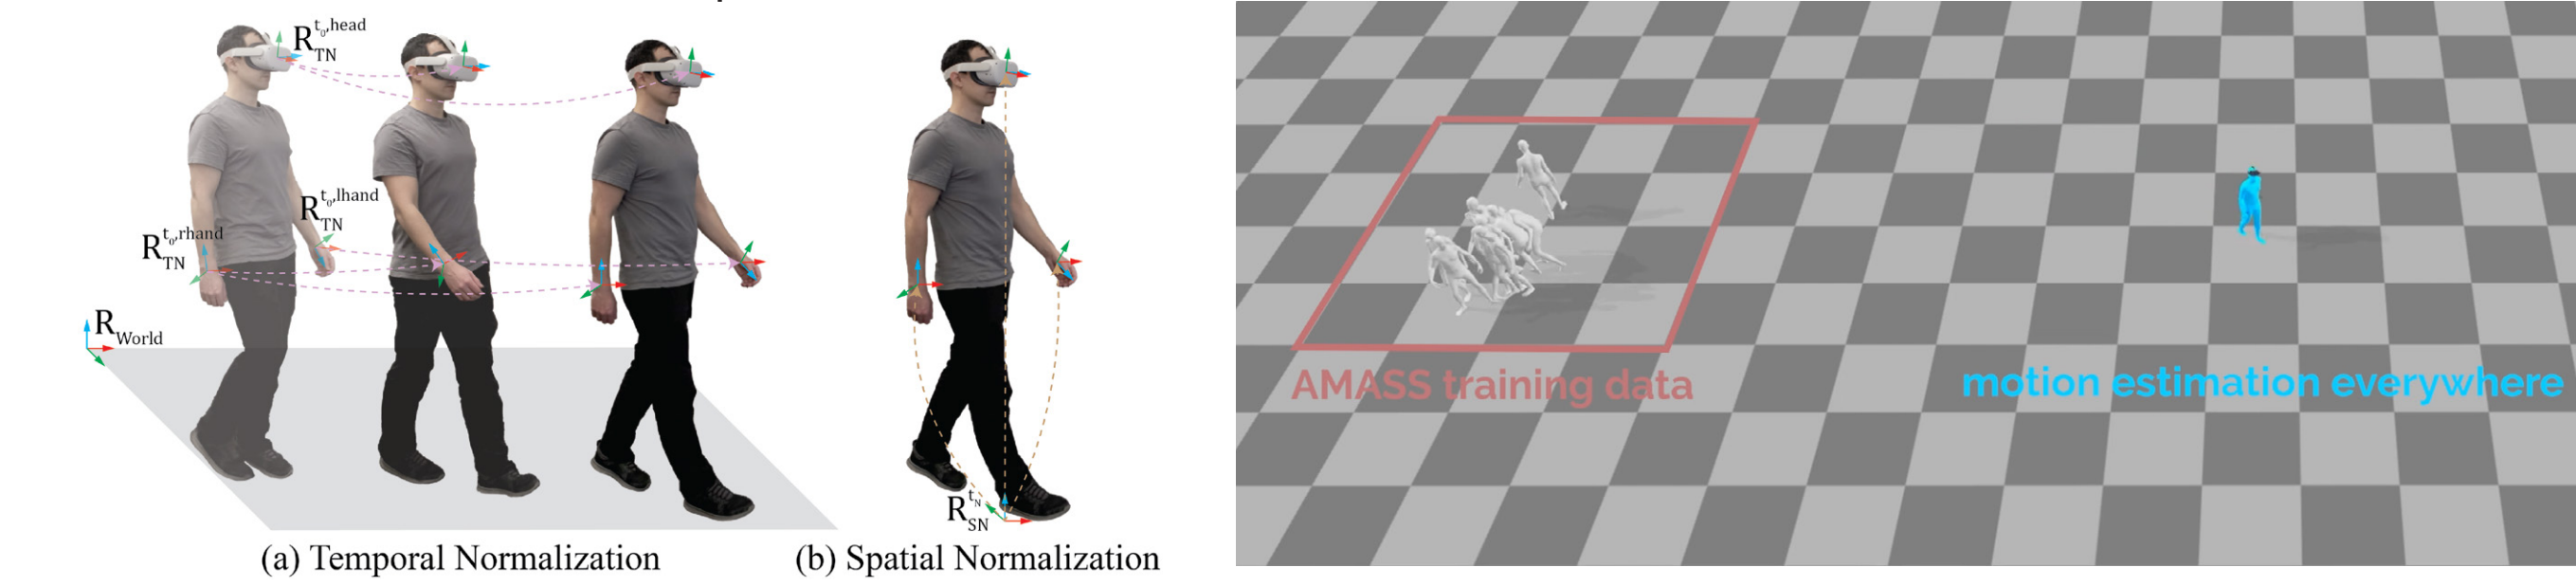 R^{t_0,head}_{TN}
R^{t_0,lhand}_{TN}
R^{t_0,rhand}_{TN}
R_{World}
R^{t_N}_{SN}
(a) Temporal Normalization
(b) Spatial Normalization
AMASS training data
motion estimation everywhere